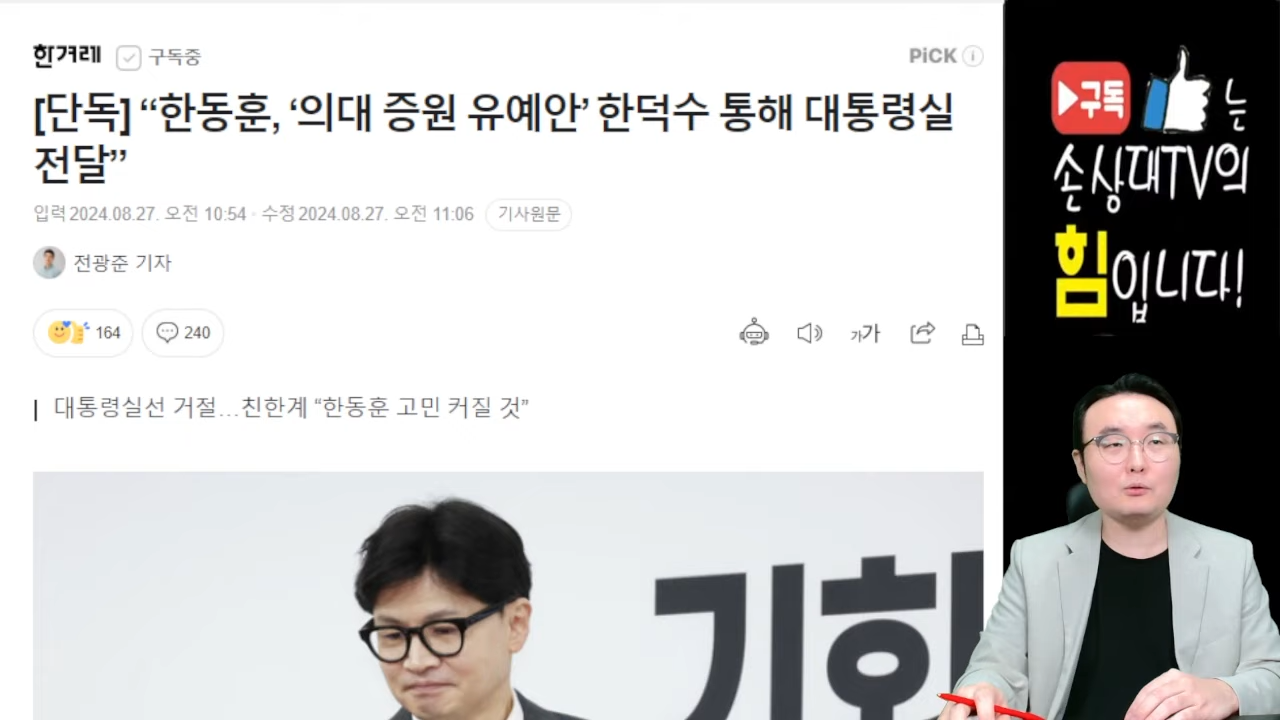 한겨레 구독중 PiCK
[단독] “한동훈, ‘의대 증원 유예안’ 한덕수 통해 대통령실
전달”
입력 2024.08.27. 오전 10:54 · 수정 2024.08.27. 오전 11:06 기사원문
전광준 기자
164 240
가가
대통령실선 거절…친한계 “한동훈 고민 커질 것”
기회
구독 는
손상대TV의
힘입니다!